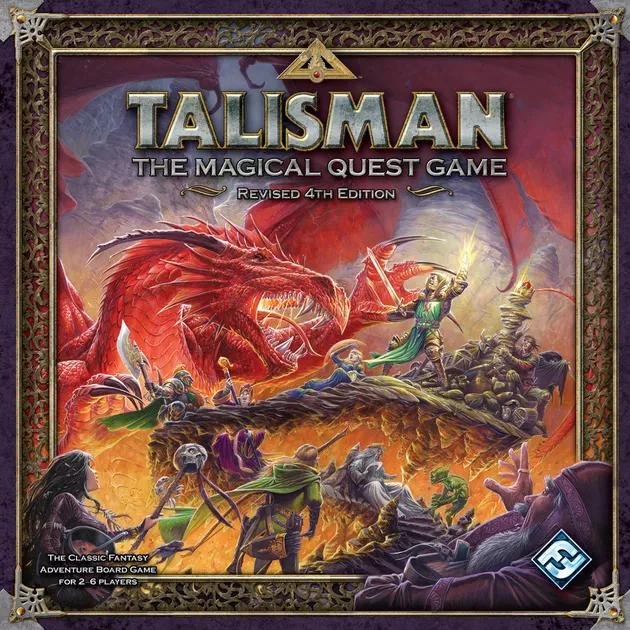 TALISMAN®
THE MAGICAL QUEST GAME
REVISED 4TH EDITION
THE CLASSIC FANTASY
ADVENTURE BOARD GAME
FOR 2–6 PLAYERS